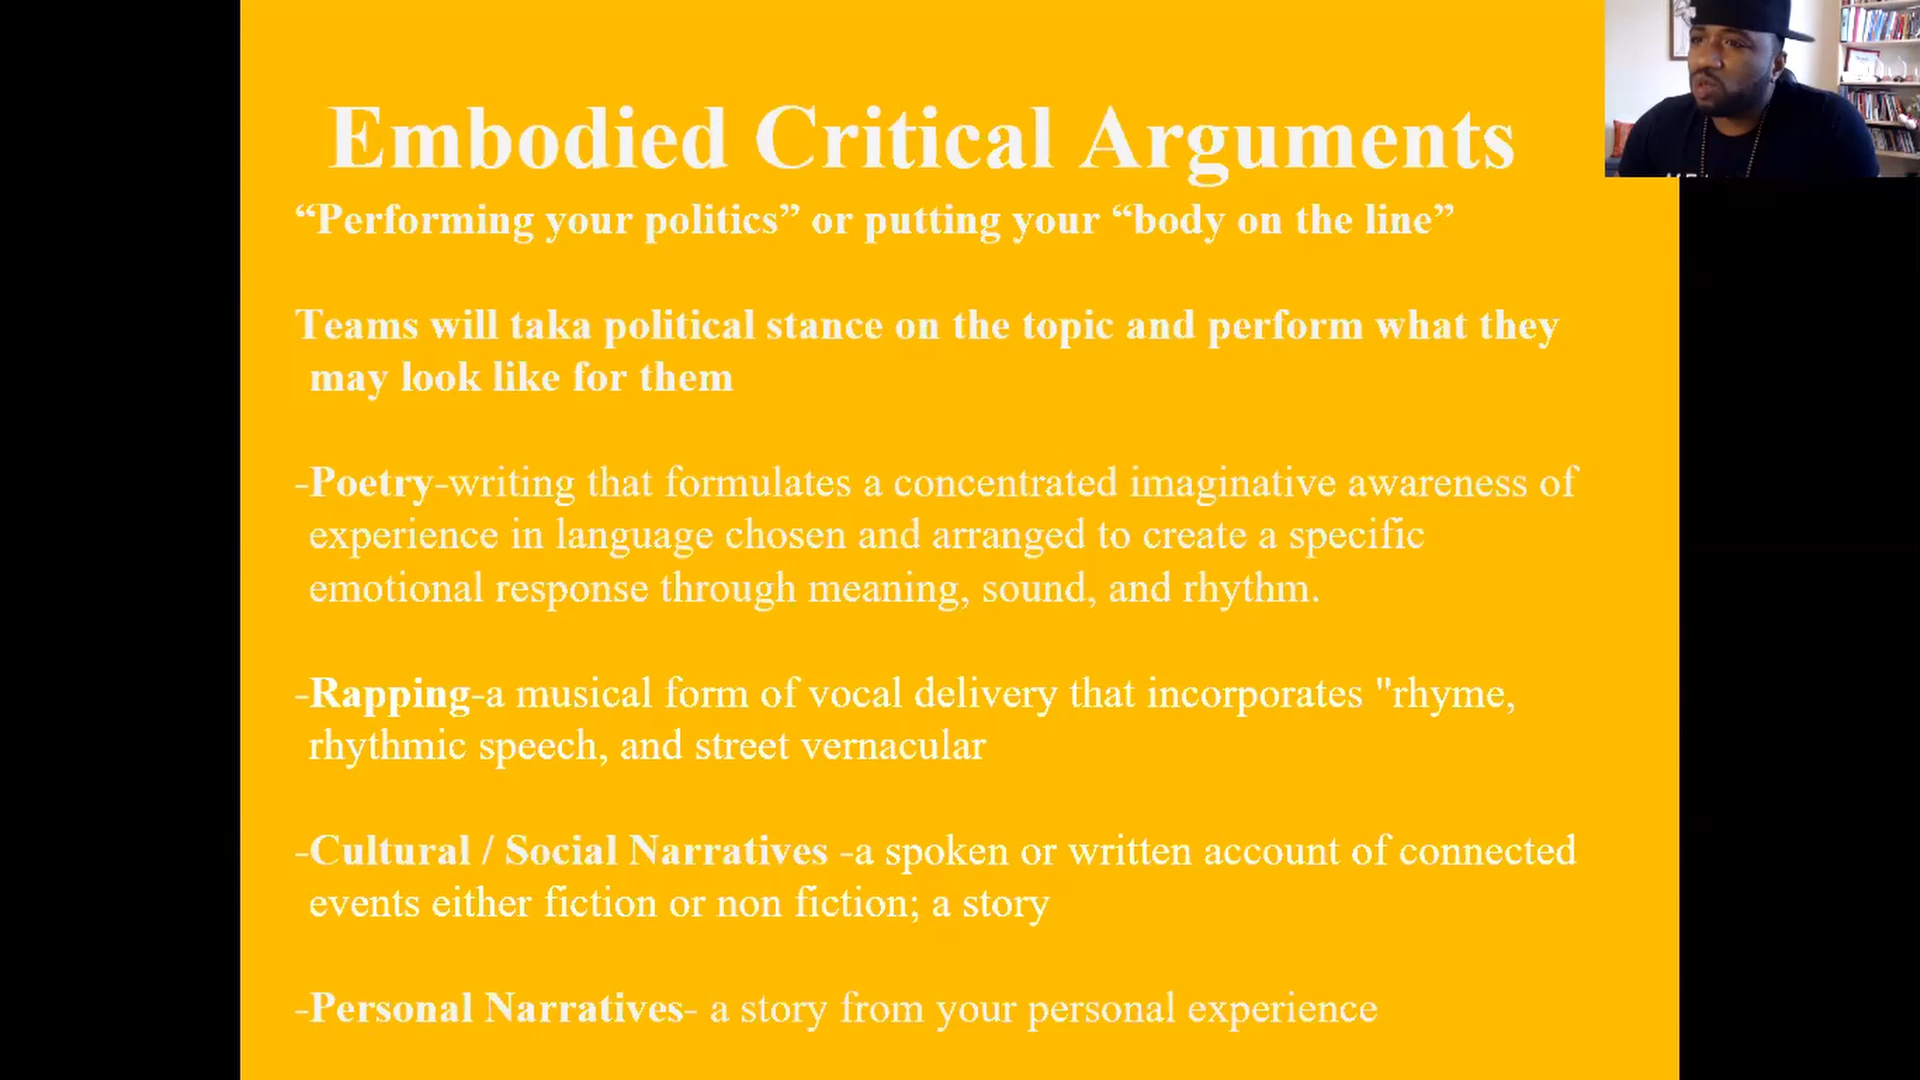 Embodied Critical Arguments
“Performing your politics” or putting your “body on the line”
Teams will taka political stance on the topic and perform what they
may look like for them
-Poetry-writing that formulates a concentrated imaginative awareness of
experience in language chosen and arranged to create a specific
emotional response through meaning, sound, and rhythm.
-Rapping-a musical form of vocal delivery that incorporates "rhyme,
rhythmic speech, and street vernacular
-Cultural / Social Narratives -a spoken or written account of connected
events either fiction or non fiction; a story
-Personal Narratives- a story from your personal experience